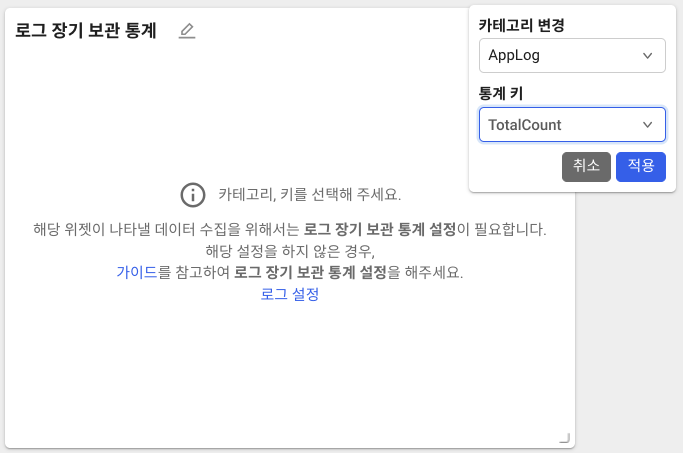 로그 장기 보관 통계
카테고리 변경
AppLog
통계 키
TotalCount
취소 적용
카테고리, 키를 선택해 주세요.
해당 위젯이 나타낼 데이터 수집을 위해서는 로그 장기 보관 통계 설정이 필요합니다.
해당 설정을 하지 않은 경우,
가이드를 참고하여 로그 장기 보관 통계 설정을 해주세요.
로그 설정